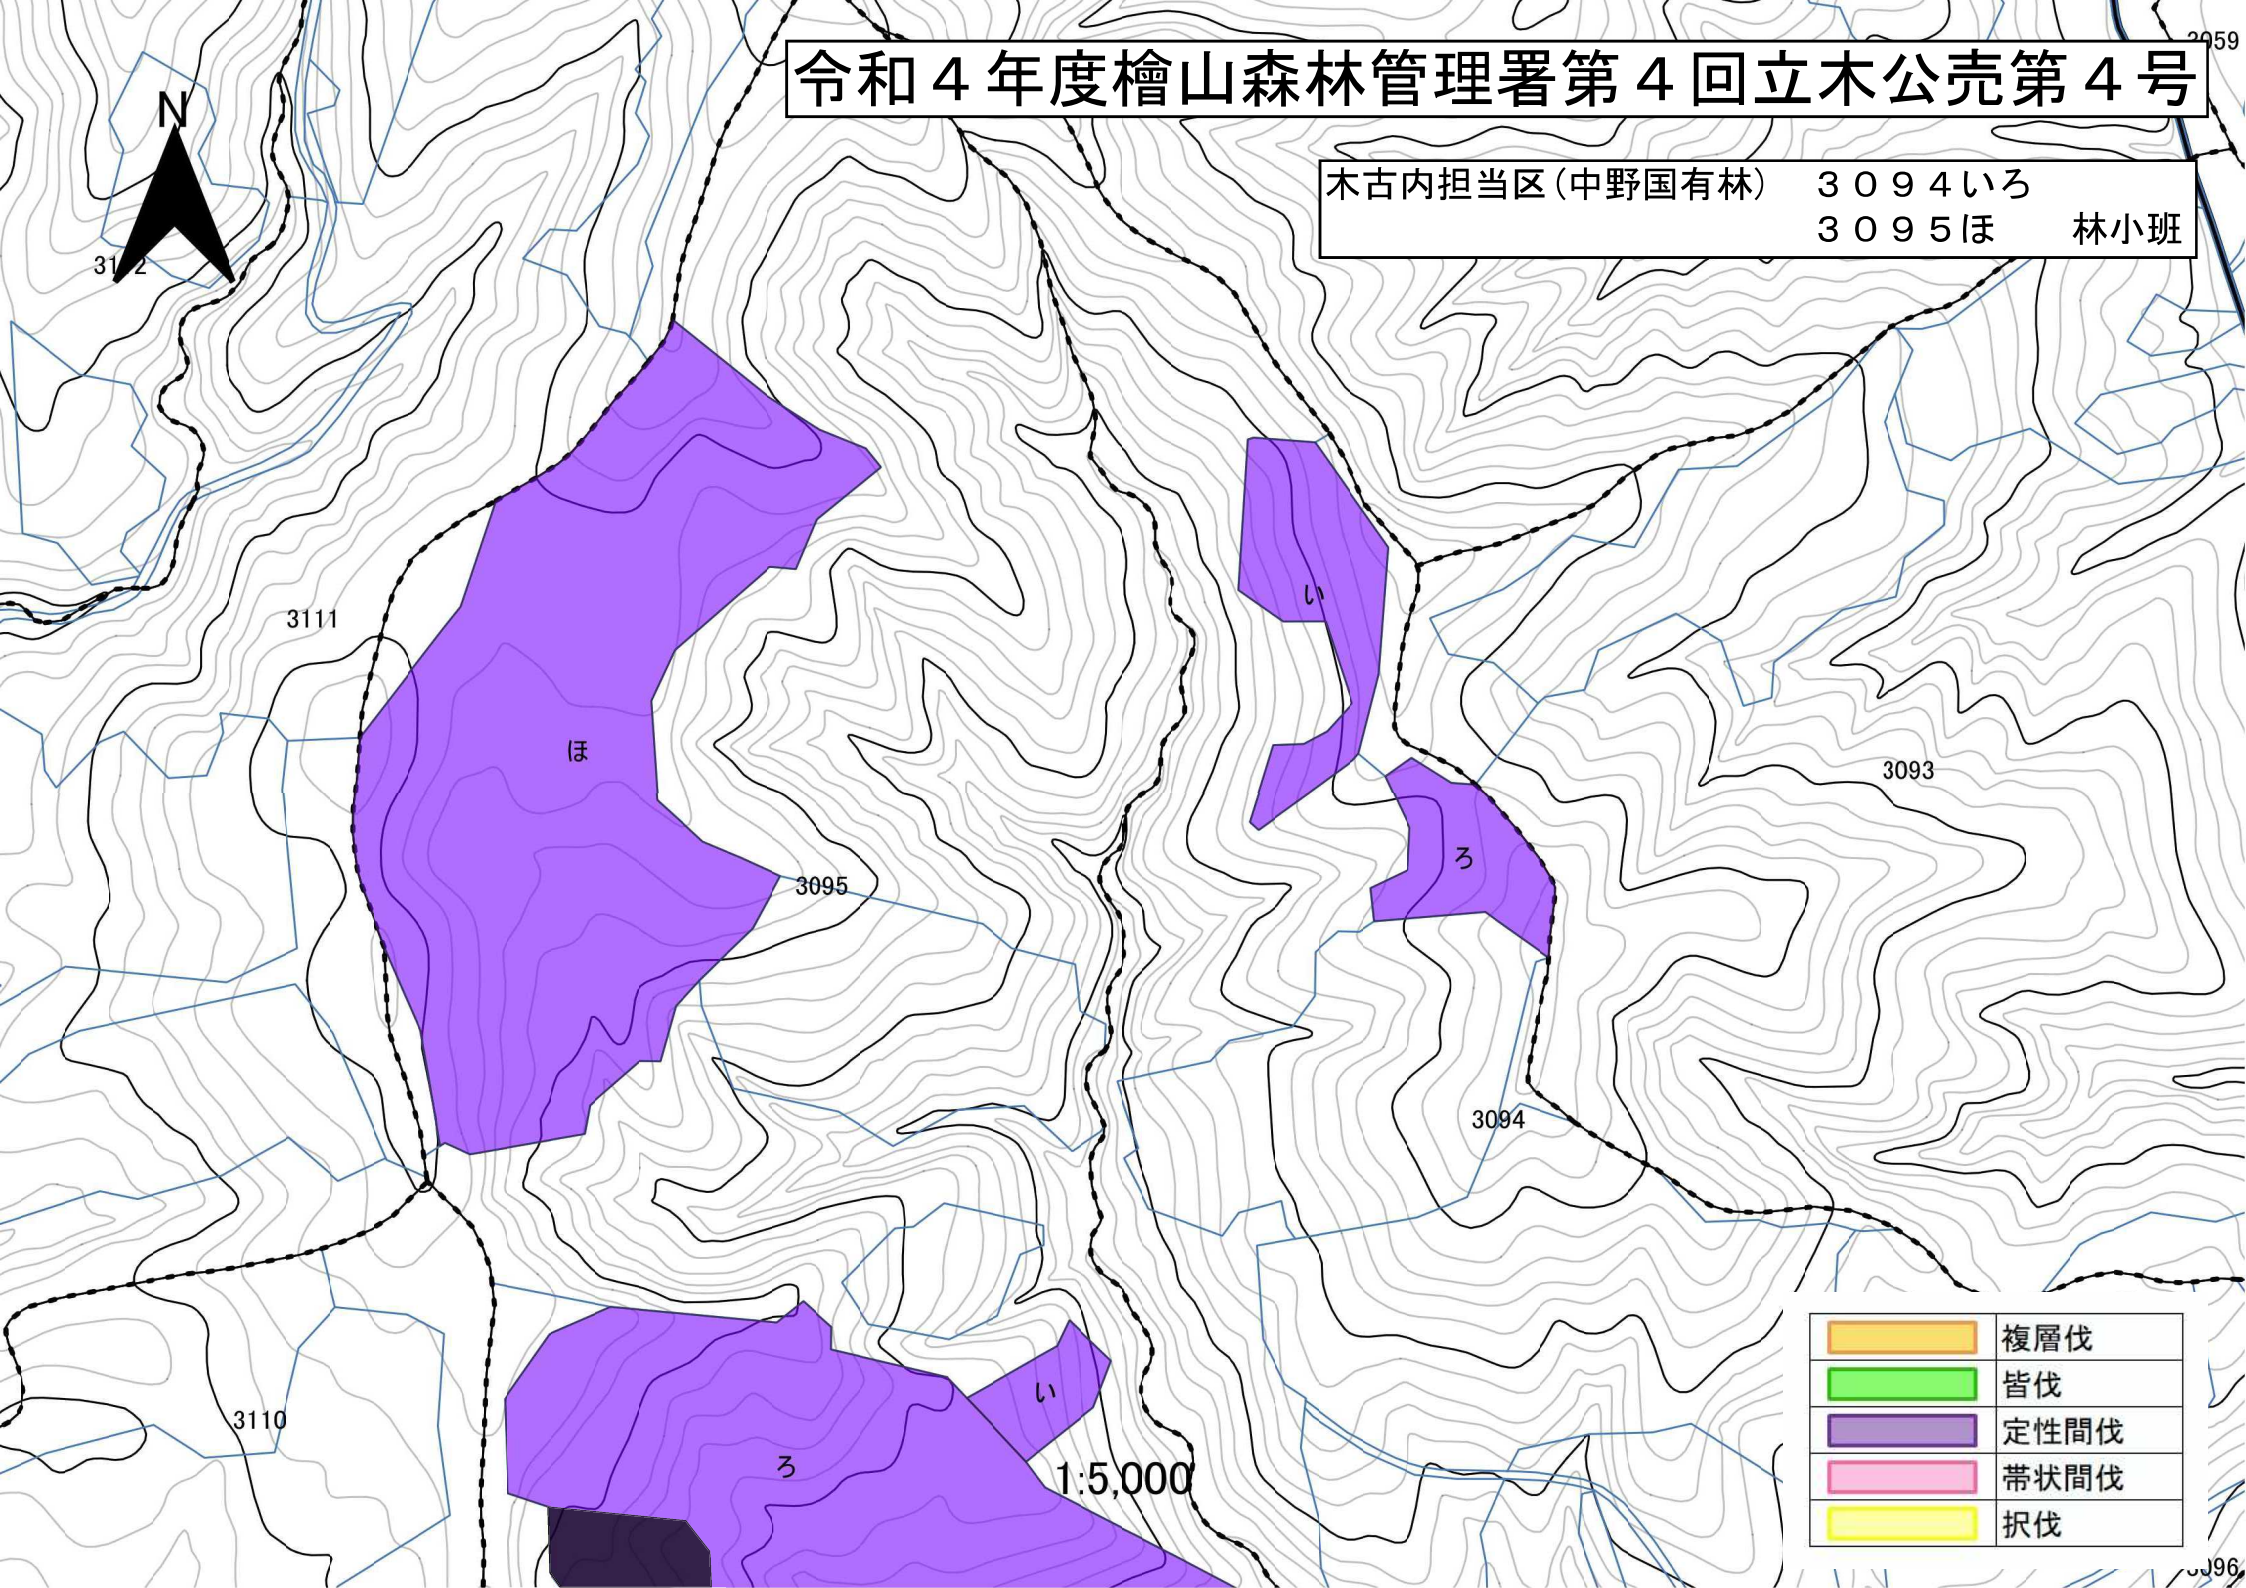 令和４年度檜山森林管理署第４回立木公売第４号
木古内担当区(中野国有林)　３０９４いろ
３０９５ほ　　林小班
N
3111
い
ほ
3093
ろ
3095
3094
い
3110
ろ
1:5,000
複層伐
皆伐
定性間伐
帯状間伐
択伐